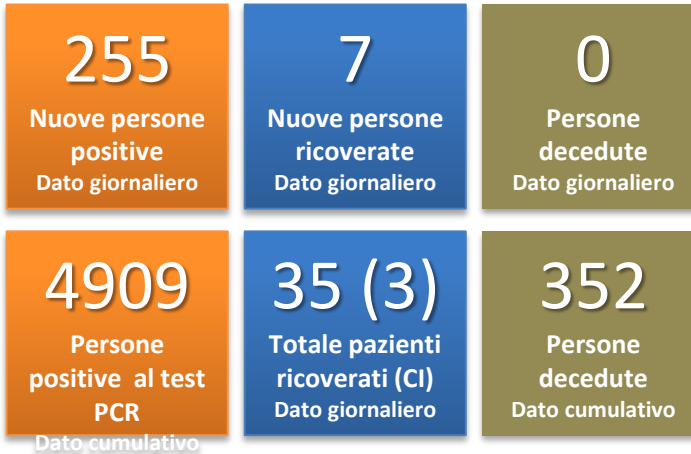 255
Nuove persone
positive
Dato giornaliero
7
Nuove persone
ricoverate
Dato giornaliero
0
Persone
decedute
Dato giornaliero
4909
Persone
positive al test
PCR
Dato cumulativo
35 (3)
Totale pazienti
ricoverati (CI)
Dato giornaliero
352
Persone
decedute
Dato cumulativo